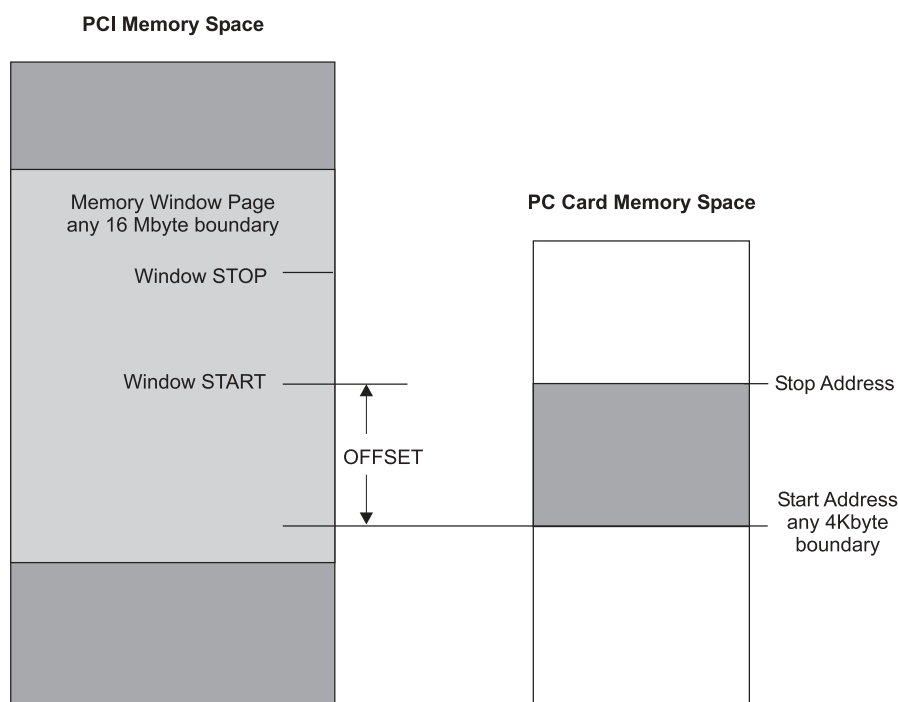 PCI Memory Space
Memory Window Page
any 16 Mbyte boundary
PC Card Memory Space
Window STOP
Window START
Stop Address
OFFSET
Start Address
any 4Kbyte
boundary